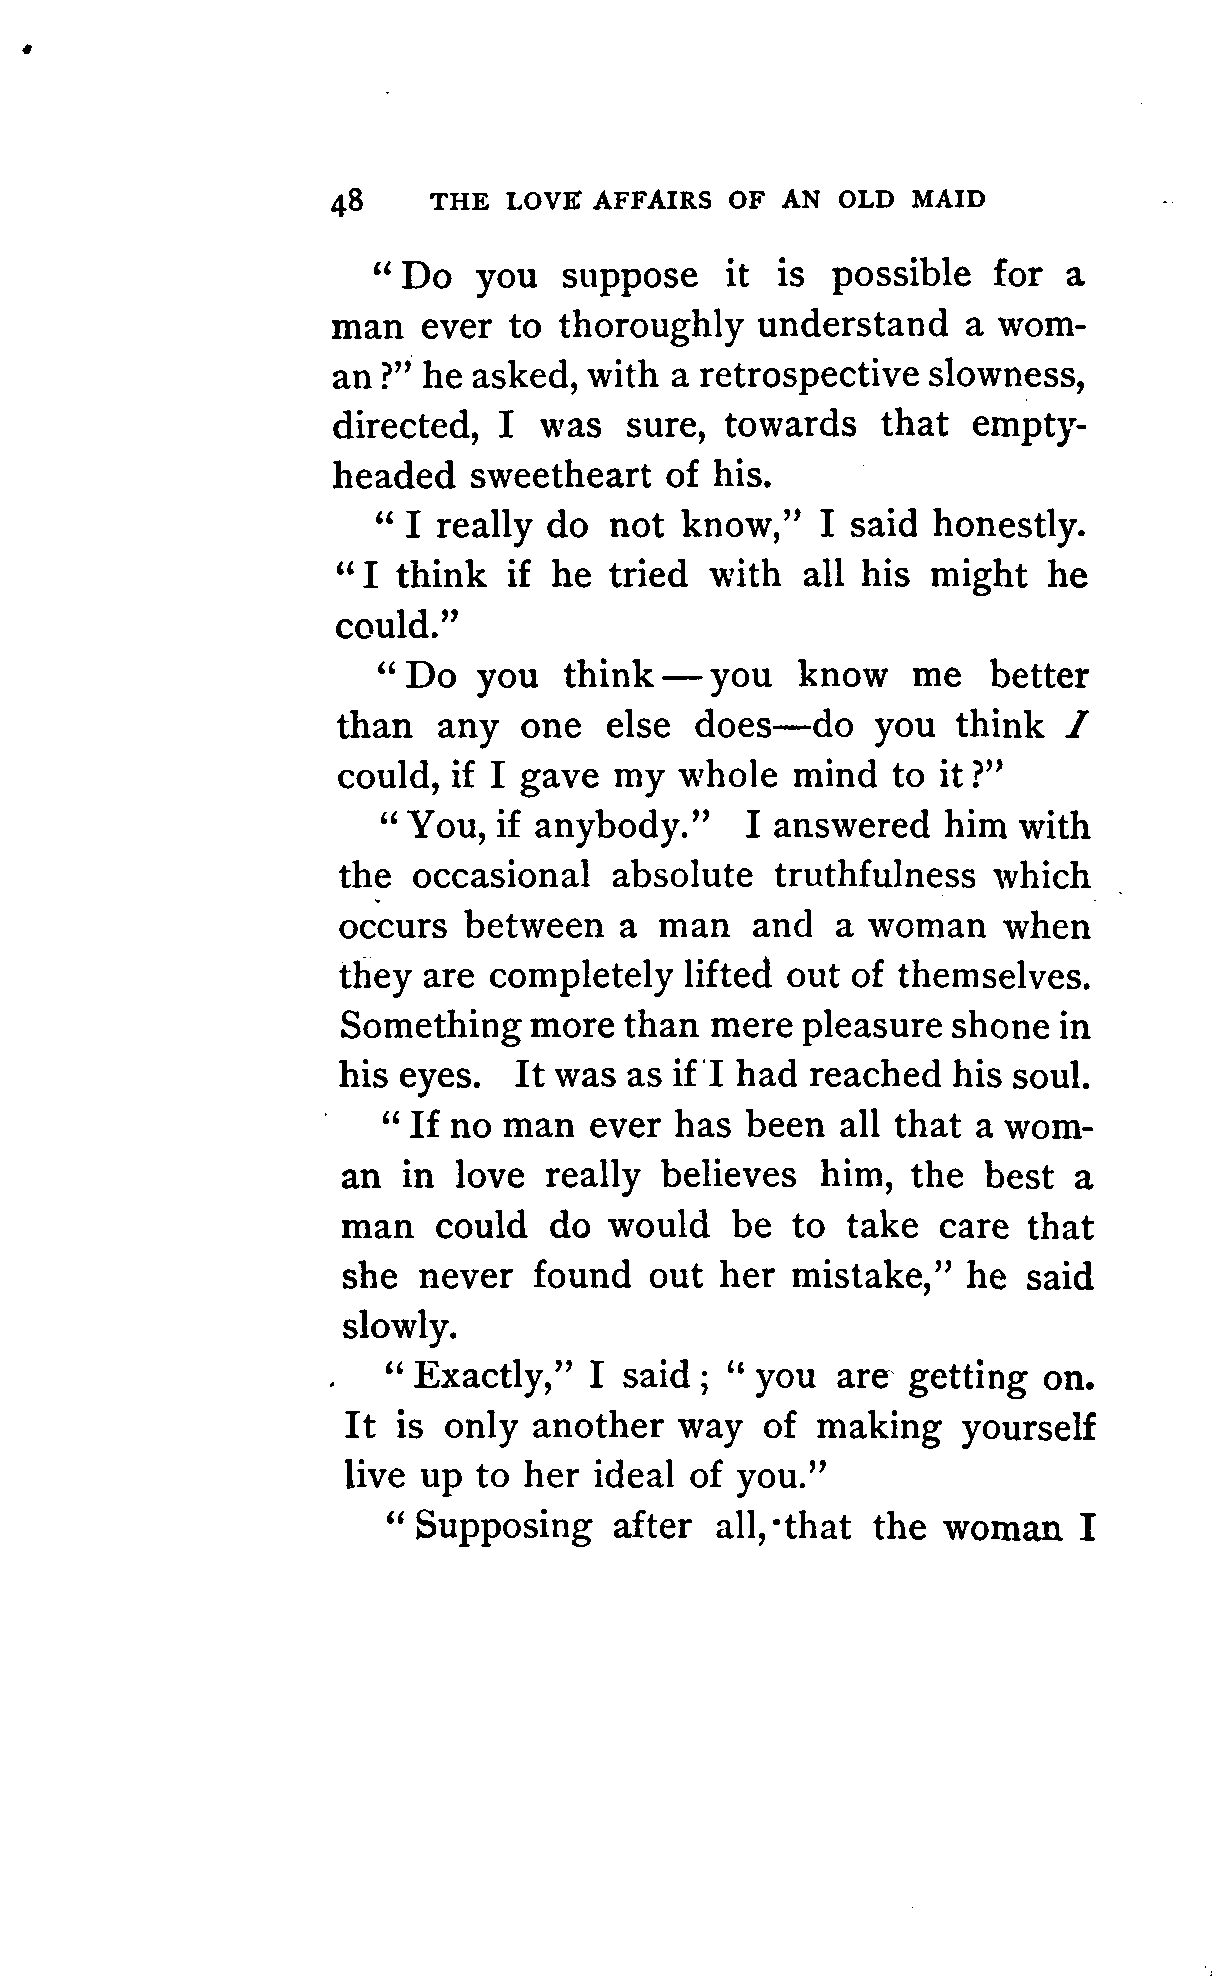 48 THE LOVE AFFAIRS OF AN OLD MAID
"Do you suppose it is possible for a
man ever to thoroughly understand a wom-
an?" he asked, with a retrospective slowness,
directed, I was sure, towards that empty-
headed sweetheart of his.
"I really do not know," I said honestly.
"I think if he tried with all his might he
could."
"Do you think—you know me better
than any one else does—do you think I
could, if I gave my whole mind to it?"
"You, if anybody." I answered him with
the occasional absolute truthfulness which
occurs between a man and a woman when
they are completely lifted out of themselves.
Something more than mere pleasure shone in
his eyes. It was as if I had reached his soul.
"If no man ever has been all that a wom-
an in love really believes him, the best a
man could do would be to take care that
she never found out her mistake," he said
slowly.
"Exactly," I said; "you are getting on.
It is only another way of making yourself
live up to her ideal of you."
"Supposing after all, that the woman I